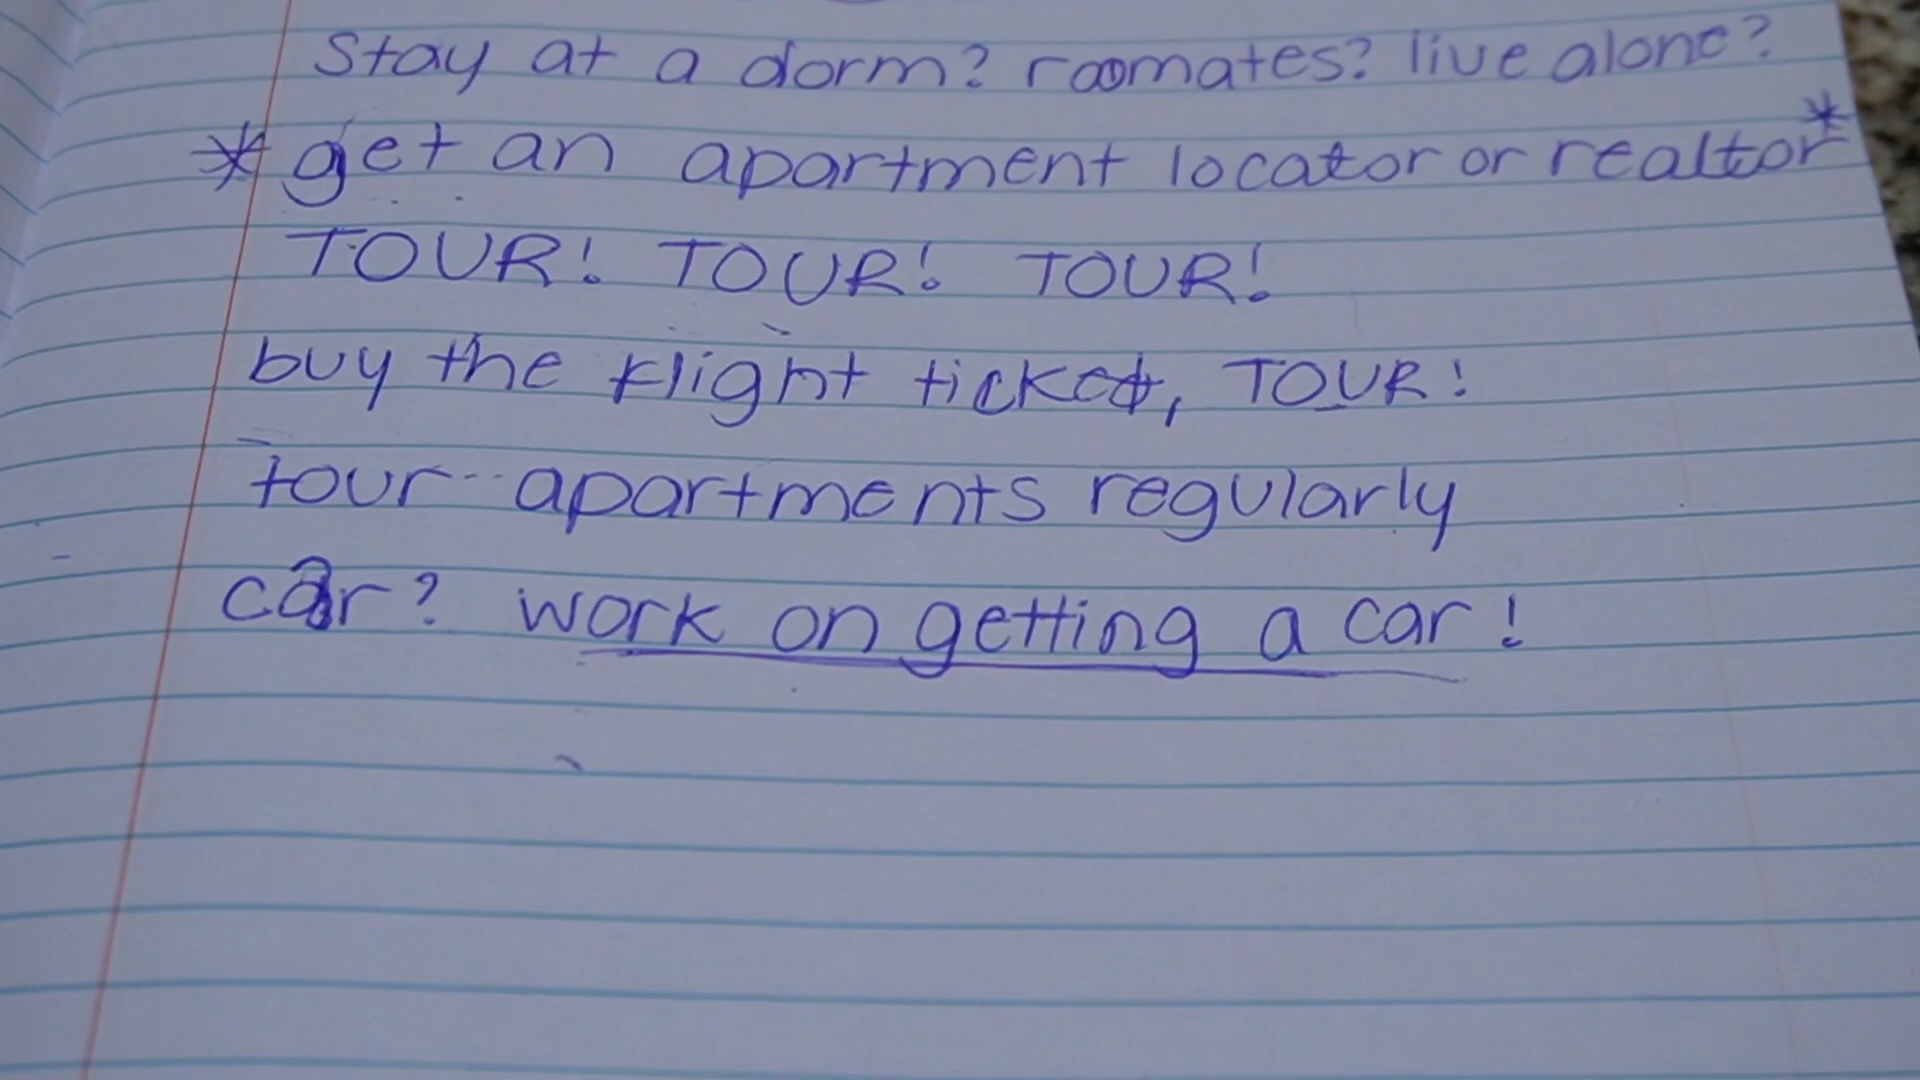 Stay at a dorm? roomates? live alone?
* get an apartment locator or realtor *
TOUR! TOUR! TOUR!
buy the flight ticket, TOUR!
tour apartments regularly
car? work on getting a car!